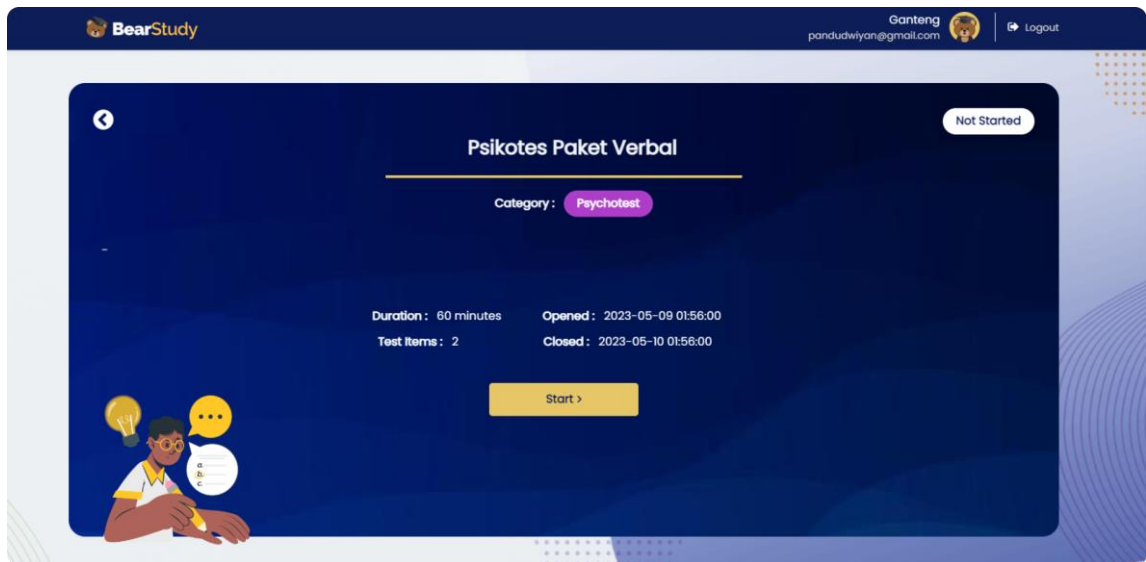 BearStudy
Ganteng
pandudwiyan@gmail.com
Logout
Not Started
Psikotes Paket Verbal
Category : Psychotest
-
Duration : 60 minutes
Opened : 2023-05-09 01:56:00
Test Items : 2
Closed : 2023-05-10 01:56:00
Start >
a.
b.
c.